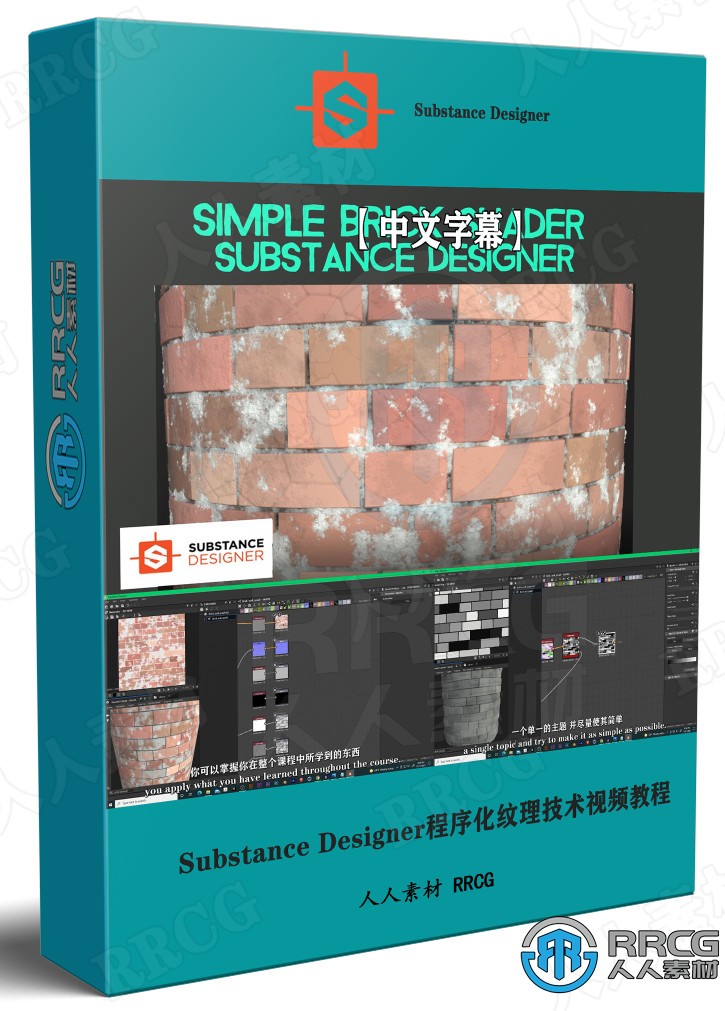 Substance Designer
SIMPLE BRICK SHADER
【中文字幕】
SUBSTANCE DESIGNER
RRCG
人人素材
SUBSTANCE
DESIGNER
你可以掌握你在整个课程中所学到的东西
you apply what you have learned throughout the course
一个单一的主题 并尽量使其简单
a single topic and try to make it as simple as possible.
Substance Designer程序化纹理技术视频教程
人人素材 RRCG
RRCG
人人素材